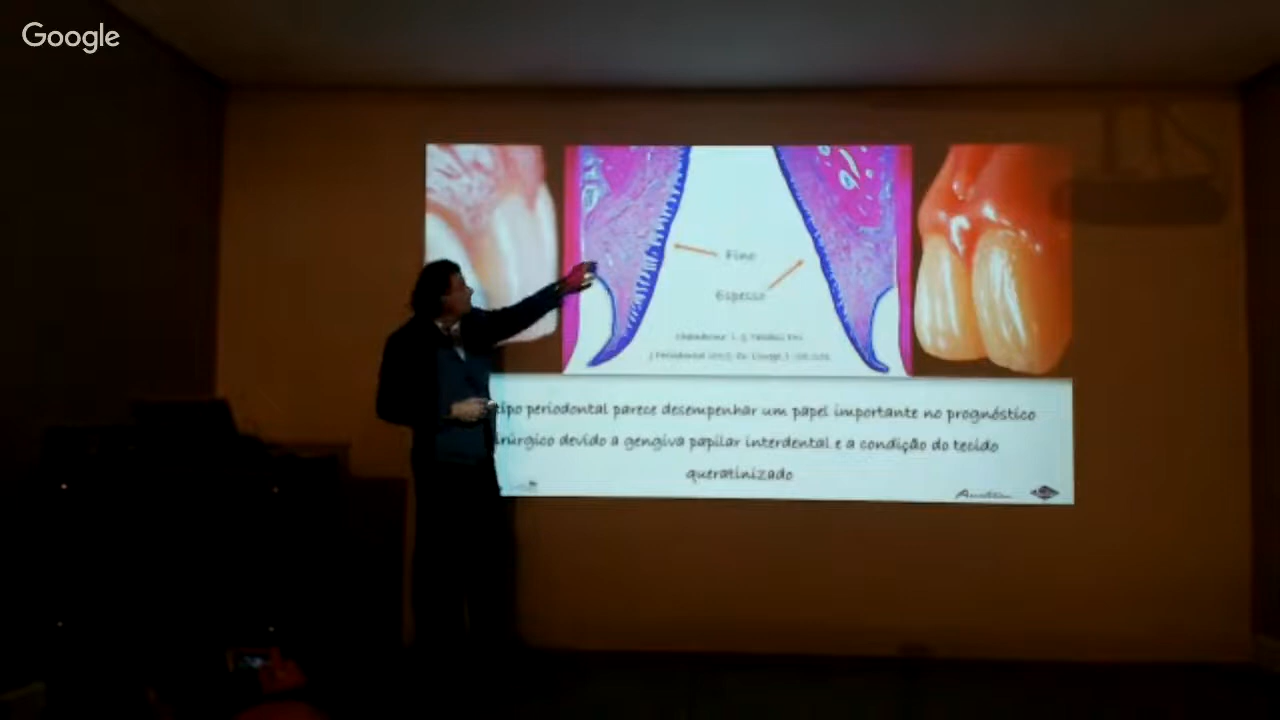 Google
Fino
Espesso
tipo periodontal parece desempenhar um papel importante no prognóstico
irúrgico devido a gengiva papilar interdental e a condição do tecido
queratinizado